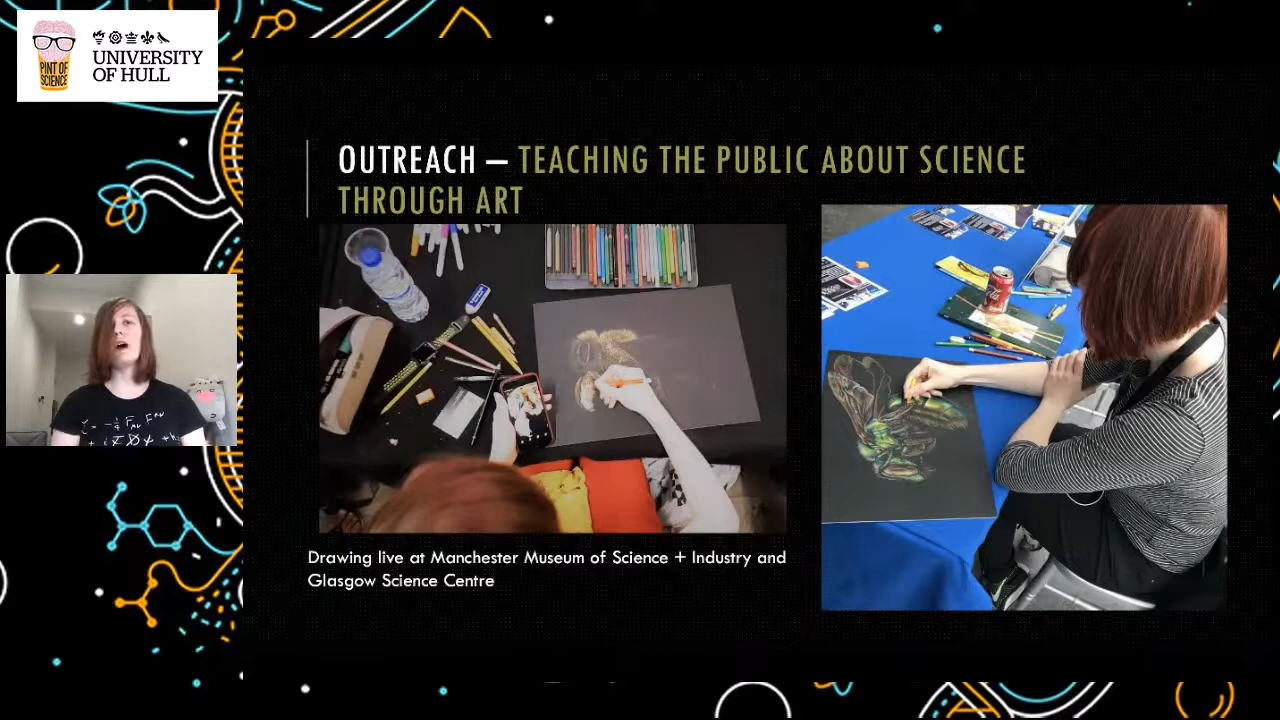 PINT OF
SCIENCE
UNIVERSITY
OF HULL
OUTREACH – TEACHING THE PUBLIC ABOUT SCIENCE
THROUGH ART
Drawing live at Manchester Museum of Science + Industry and
Glasgow Science Centre